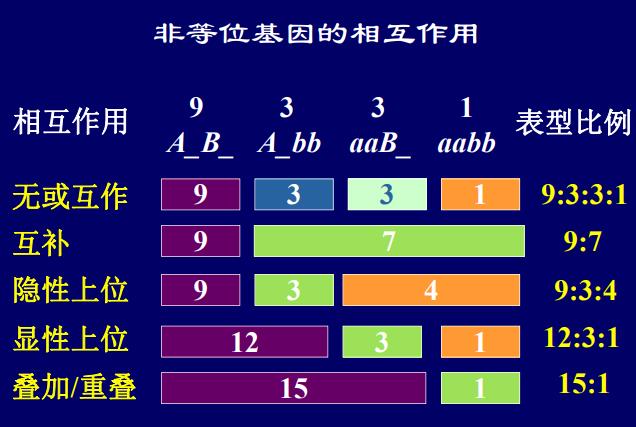 非等位基因的相互作用
相互作用 9 3 3 1 表型比例
A_B_ A_bb aaB_ aabb
无或互作 9 3 3 1 9:3:3:1
互补 9 7 9:7
隐性上位 9 3 4 9:3:4
显性上位 12 3 1 12:3:1
叠加/重叠 15 1 15:1